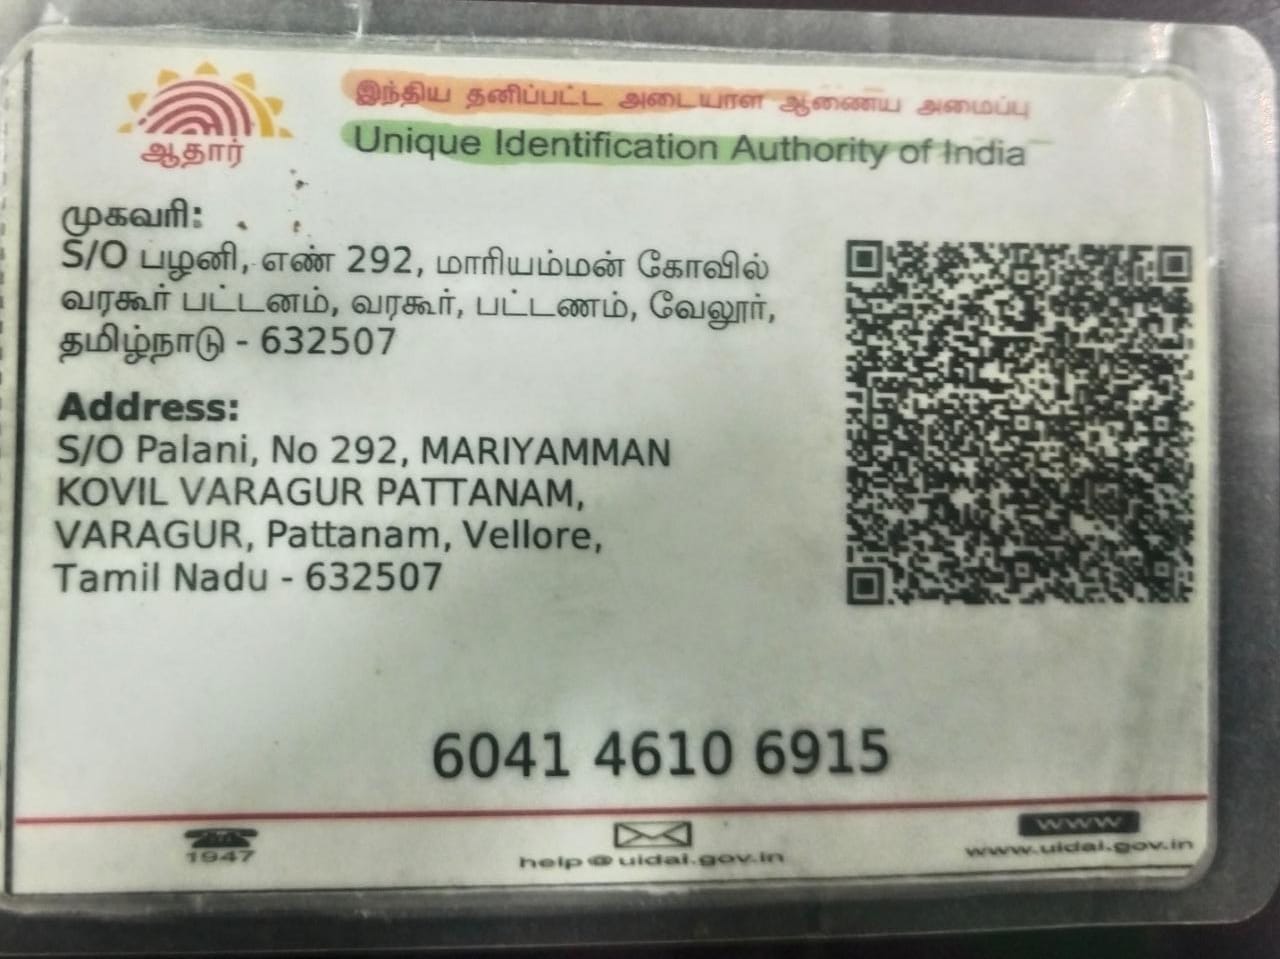 ஆதார்
இந்திய தனிப்பட்ட அடையாள ஆணைய அமைப்பு
Unique Identification Authority of India
முகவரி:
S/O பழனி, எண் 292, மாரியம்மன் கோவில்
வரகூர் பட்டனம், வரகூர், பட்டணம், வேலூர்,
தமிழ்நாடு - 632507
Address:
S/O Palani, No 292, MARIYAMMAN
KOVIL VARAGUR PATTANAM,
VARAGUR, Pattanam, Vellore,
Tamil Nadu - 632507
6041 4610 6915
1947
help@uidai.gov.in
WWW
www.uidai.gov.in